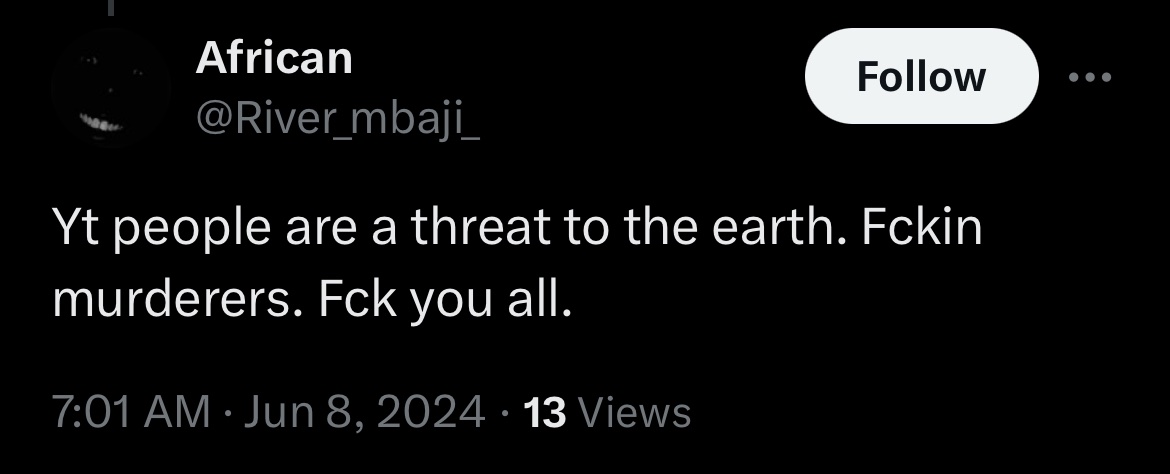 African
@River_mbaji_
Follow
Yt people are a threat to the earth. Fckin
murderers. Fck you all.
7:01 AM · Jun 8, 2024 · 13 Views